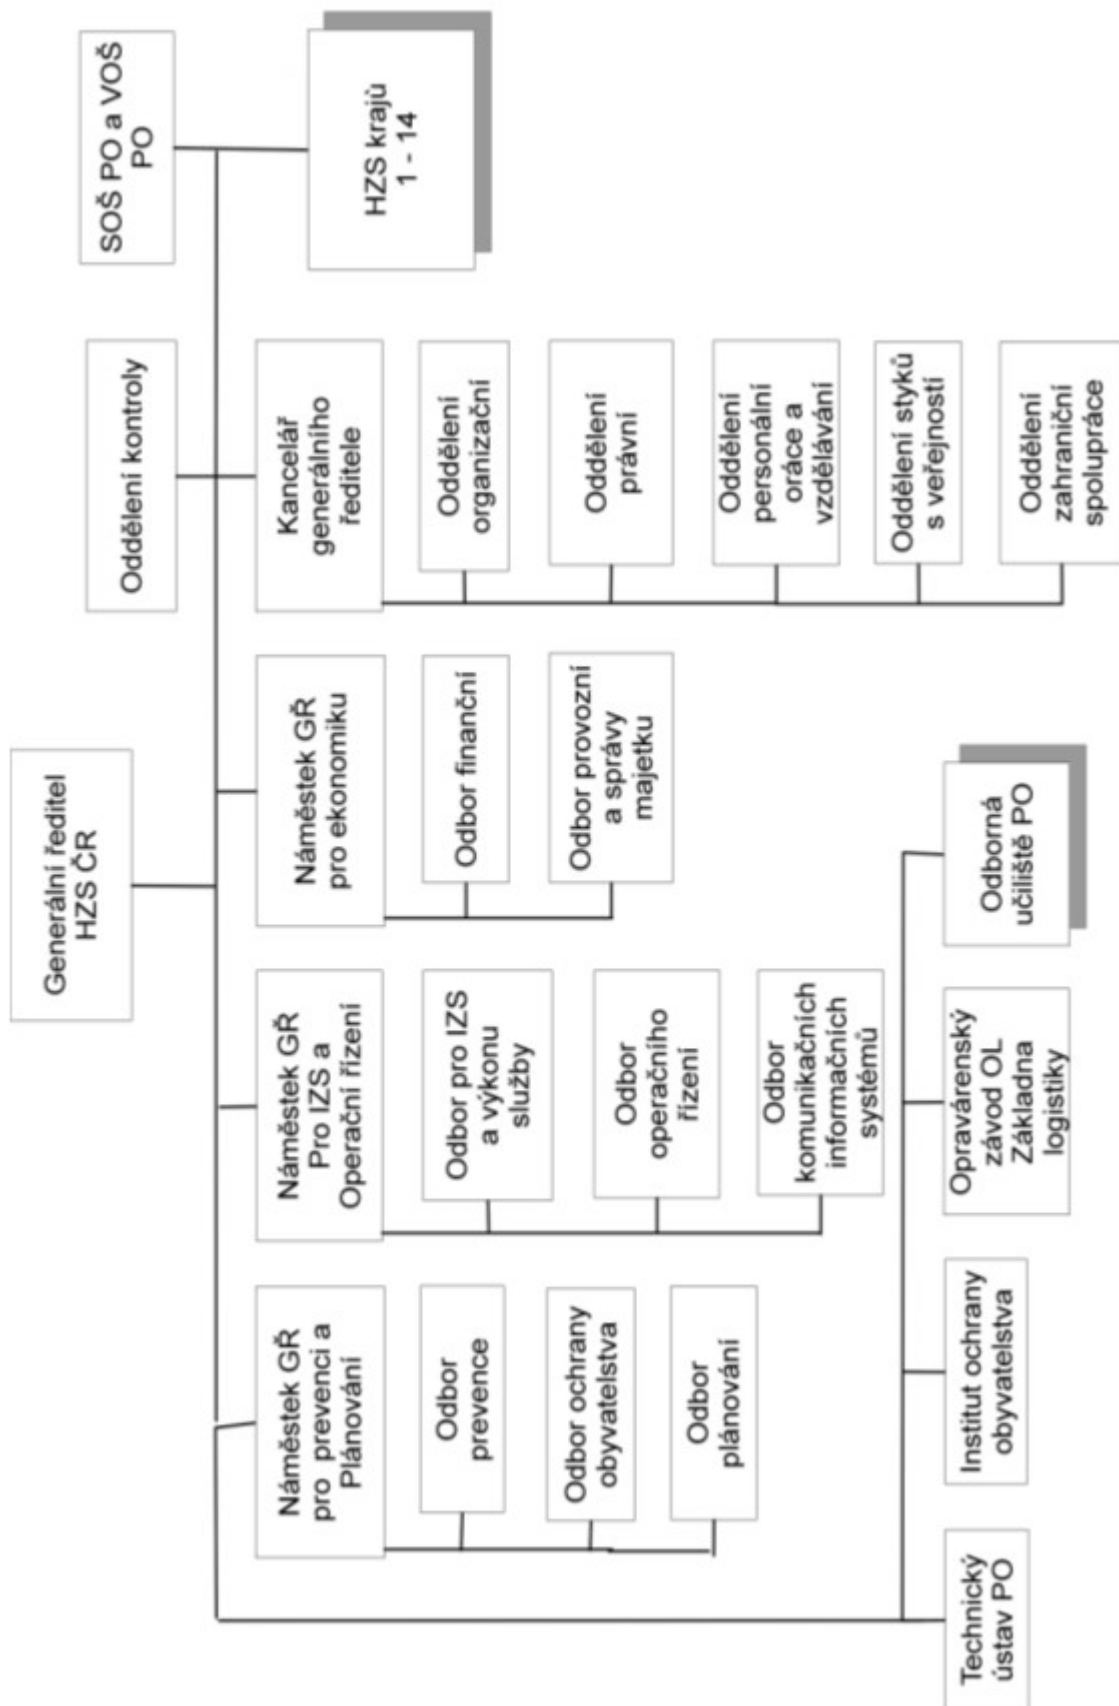 Generální ředitel
HZS ČR
SOŠ PO a VOŠ
PO
Oddělení kontroly
HZS krajů
1 - 14
Náměstek GŘ
pro prevenci a
Plánování
Odbor
prevence
Odbor ochrany
obyvatelstva
Odbor
plánování
Náměstek GŘ
Pro IZS a
Operační řízení
Odbor pro IZS
a výkonu
služby
Odbor
operačního
řízení
Odbor
komunikačních
informačních
systémů
Náměstek GŘ
pro ekonomiku
Odbor finanční
Odbor provozní
a správy
majetku
Kancelář
generálního
ředitele
Oddělení
organizační
Oddělení
právní
Oddělení
personální
oráce a
vzdělávání
Oddělení styků
s veřejností
Oddělení
zahraniční
spolupráce
Technický
ústav PO
Institut ochrany
obyvatelstva
Opravárenský
závod OL
Základna
logistiky
Odborná
učiliště PO